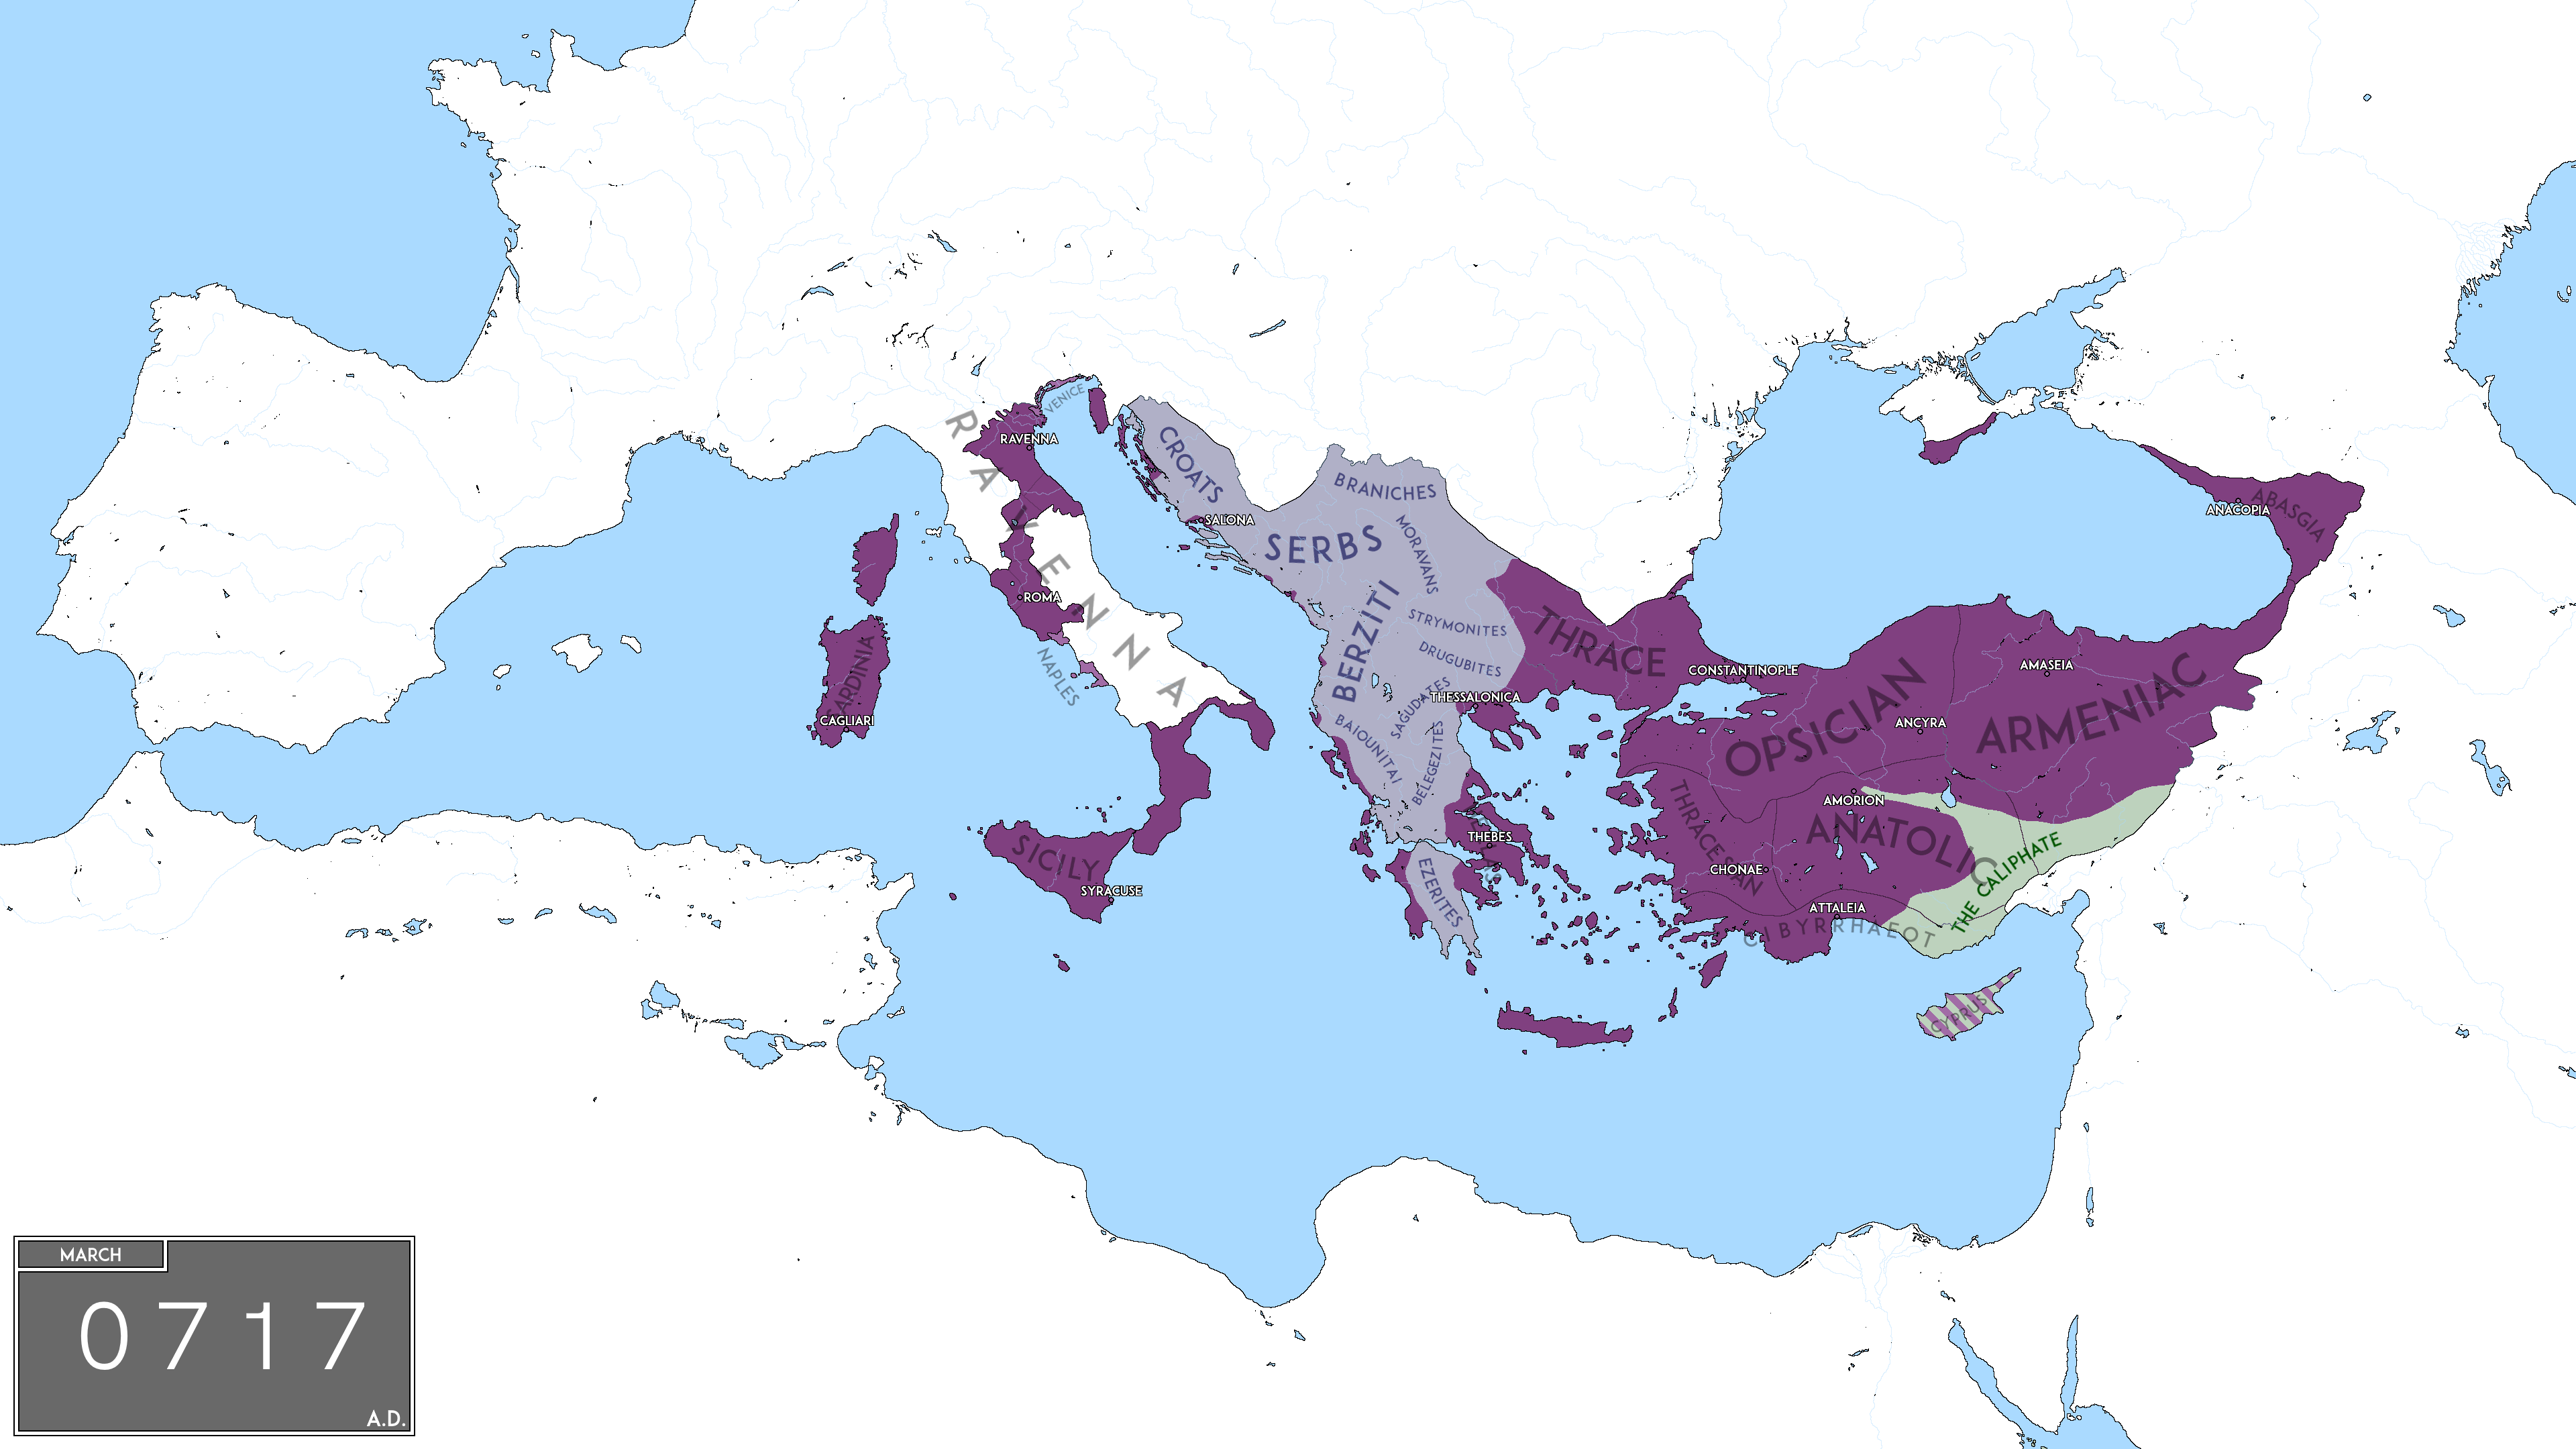 VENICE
RAVENNA
RAVENNA
CROATS
BRANICHES
SALONA
SERBS
MORAVANS
ANACOPIA
ABASGIA
ROMA
BERZITI
STRYMONITES
THRACE
DRUGUBITES
CONSTANTINOPLE
AMASEIA
NAPLES
SARDINIA
CAGLIARI
SAGUDATES
THESSALONICA
BAIOUNITAI
BELEGEZITES
OPSICIAN
ANCYRA
ARMENIAC
THRACESIAN
AMORION
ANATOLIC
THE CALIPHATE
SICILY
SYRACUSE
THEBES
EZERITES
CHONAE
ATTALEIA
CIBYRRHAEOT
CYPRUS
MARCH
0717
A.D.